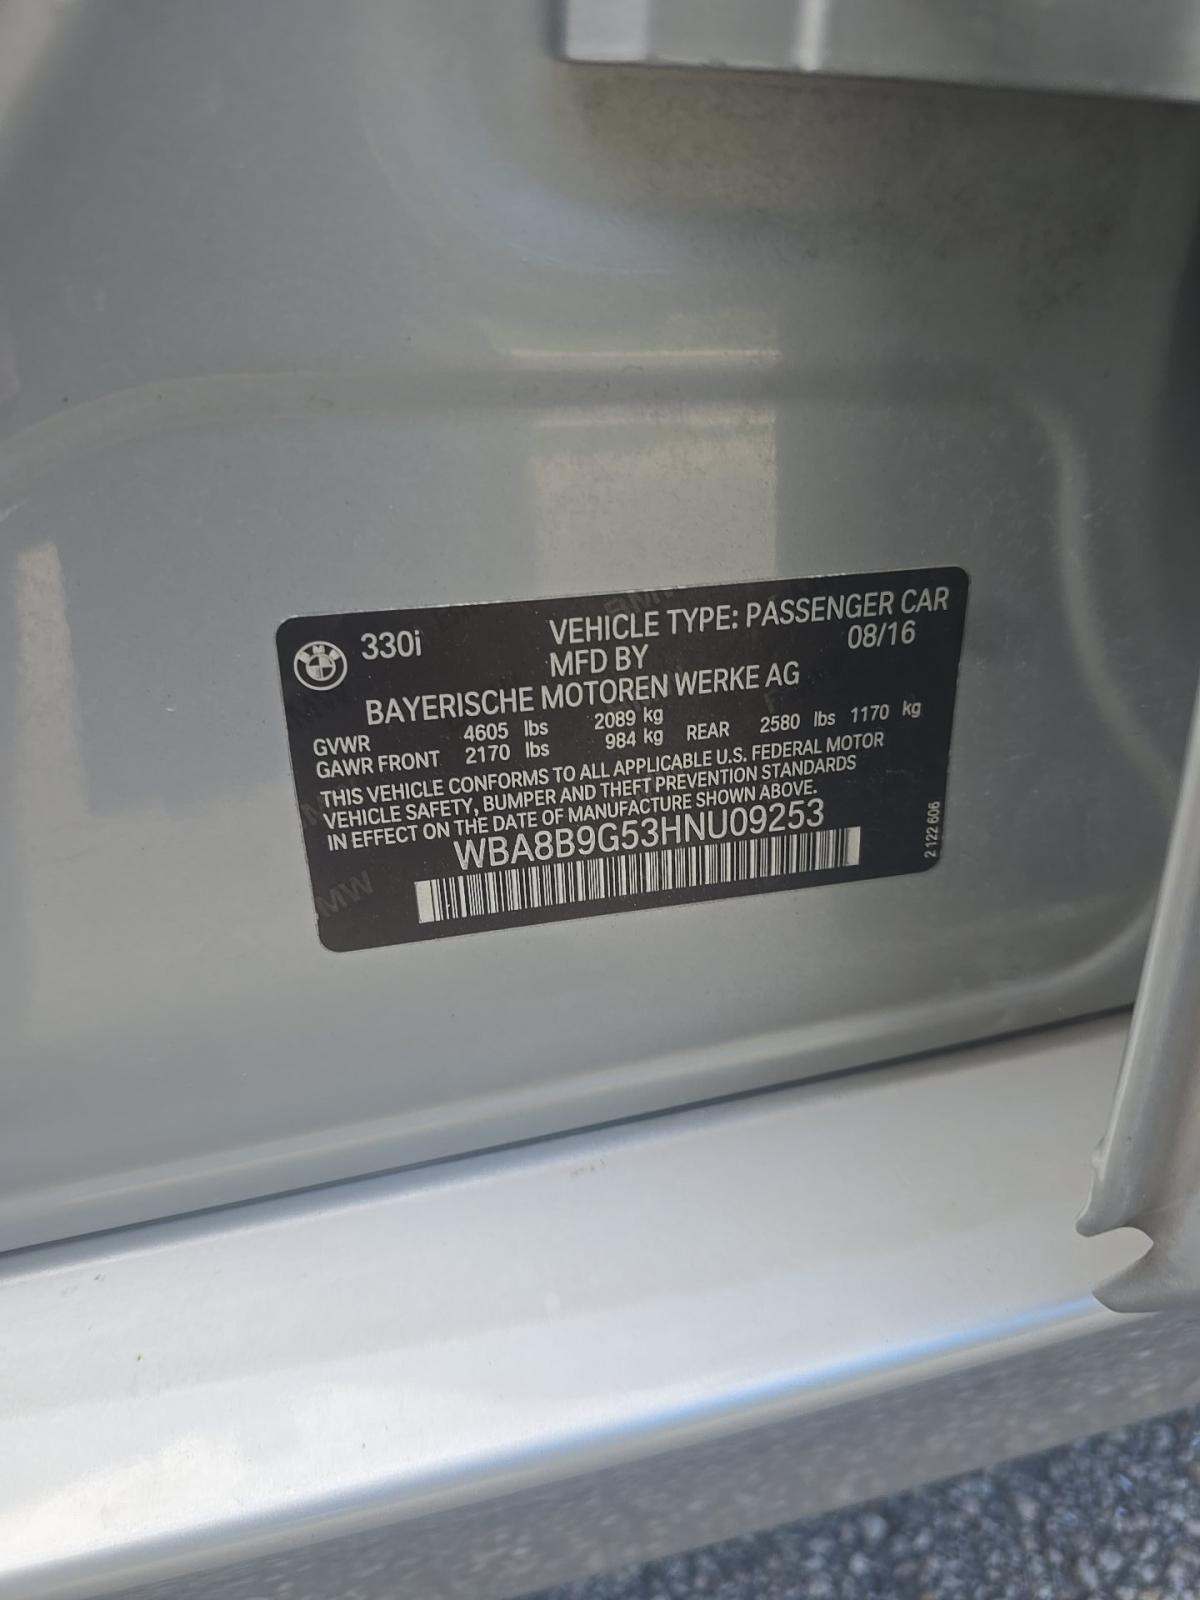 330i
VEHICLE TYPE: PASSENGER CAR
MFD BY 08/16
BAYERISCHE MOTOREN WERKE AG
GVWR 4605 lbs 2089 kg
GAWR FRONT 2170 lbs 984 kg REAR 2580 lbs 1170 kg
THIS VEHICLE CONFORMS TO ALL APPLICABLE U.S. FEDERAL MOTOR
VEHICLE SAFETY, BUMPER AND THEFT PREVENTION STANDARDS
IN EFFECT ON THE DATE OF MANUFACTURE SHOWN ABOVE.
WBA8B9G53HNU09253
2 122 606